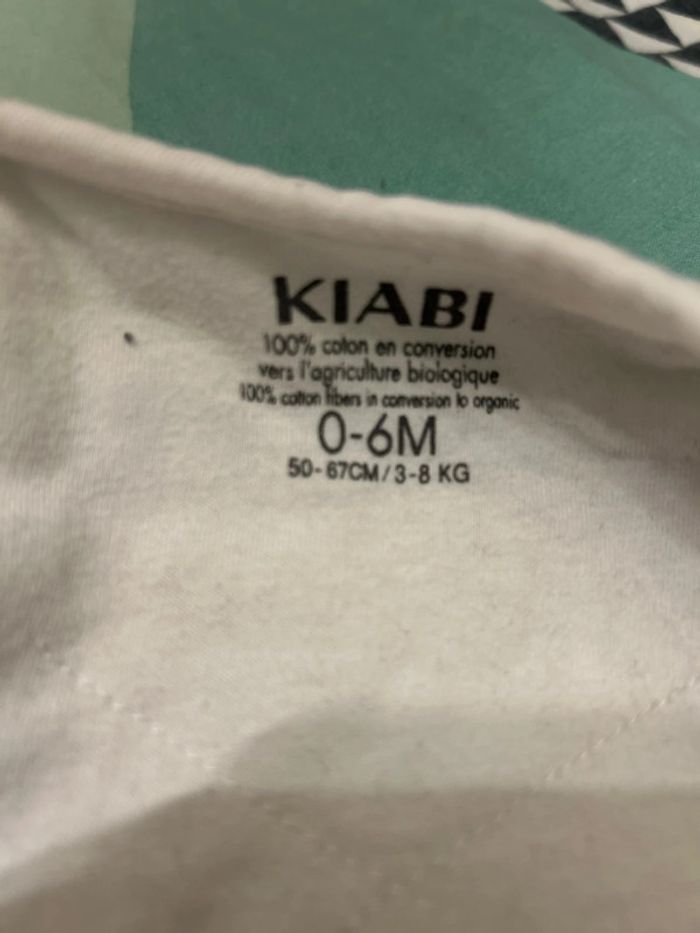 KIABI
100% coton en conversion
vers l'agriculture biologique
100% cotton fibers in conversion to organic
0-6M
50-67CM/3-8 KG